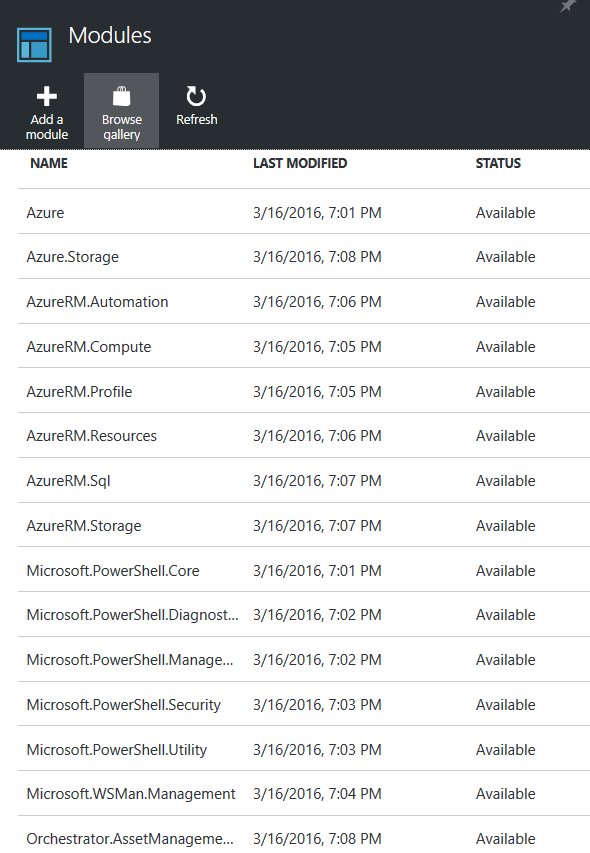 Modules
Add a module
Browse gallery
Refresh
NAME LAST MODIFIED STATUS
Azure 3/16/2016, 7:01 PM Available
Azure.Storage 3/16/2016, 7:08 PM Available
AzureRM.Automation 3/16/2016, 7:06 PM Available
AzureRM.Compute 3/16/2016, 7:05 PM Available
AzureRM.Profile 3/16/2016, 7:05 PM Available
AzureRM.Resources 3/16/2016, 7:06 PM Available
AzureRM.Sql 3/16/2016, 7:07 PM Available
AzureRM.Storage 3/16/2016, 7:07 PM Available
Microsoft.PowerShell.Core 3/16/2016, 7:01 PM Available
Microsoft.PowerShell.Diagnost... 3/16/2016, 7:02 PM Available
Microsoft.PowerShell.Manage... 3/16/2016, 7:02 PM Available
Microsoft.PowerShell.Security 3/16/2016, 7:03 PM Available
Microsoft.PowerShell.Utility 3/16/2016, 7:03 PM Available
Microsoft.WSMan.Management 3/16/2016, 7:04 PM Available
Orchestrator.AssetManageme... 3/16/2016, 7:08 PM Available